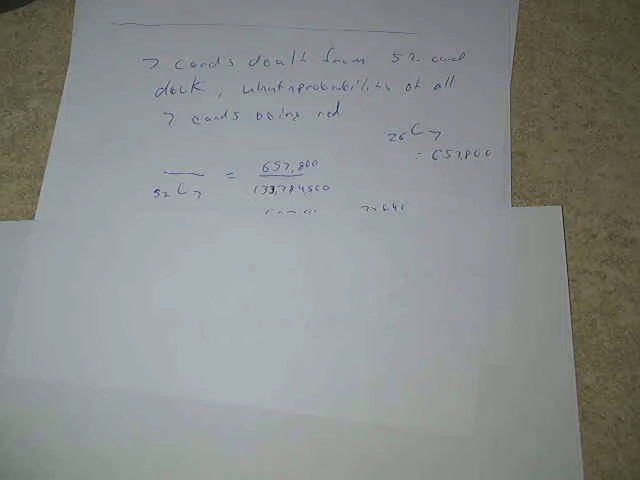 7 cards dealt from 52 card
deck, what probability of all
7 cards being red
26C7
= 657,800
657,800
52C7 = 133,784,560